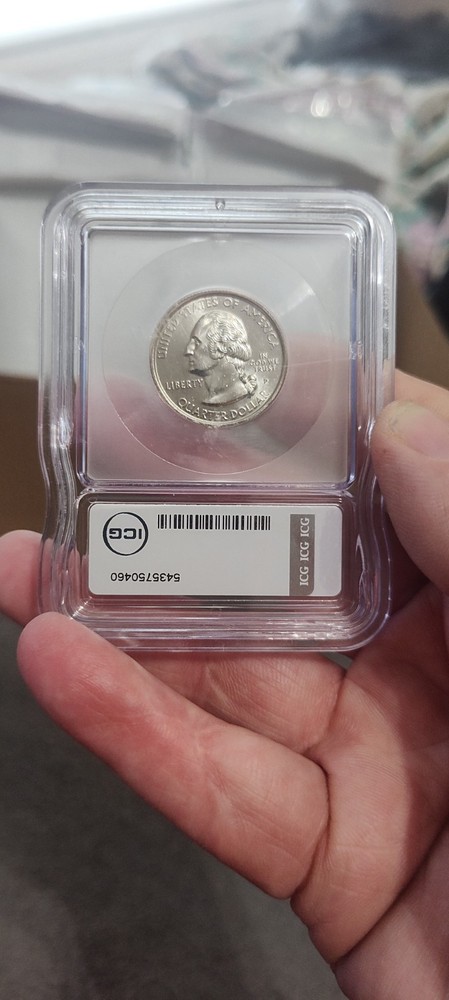 UNITED STATES OF AMERICA
IN
GOD WE
TRUST
LIBERTY
P
QUARTER DOLLAR
ICG
5435750460
ICG ICG ICG